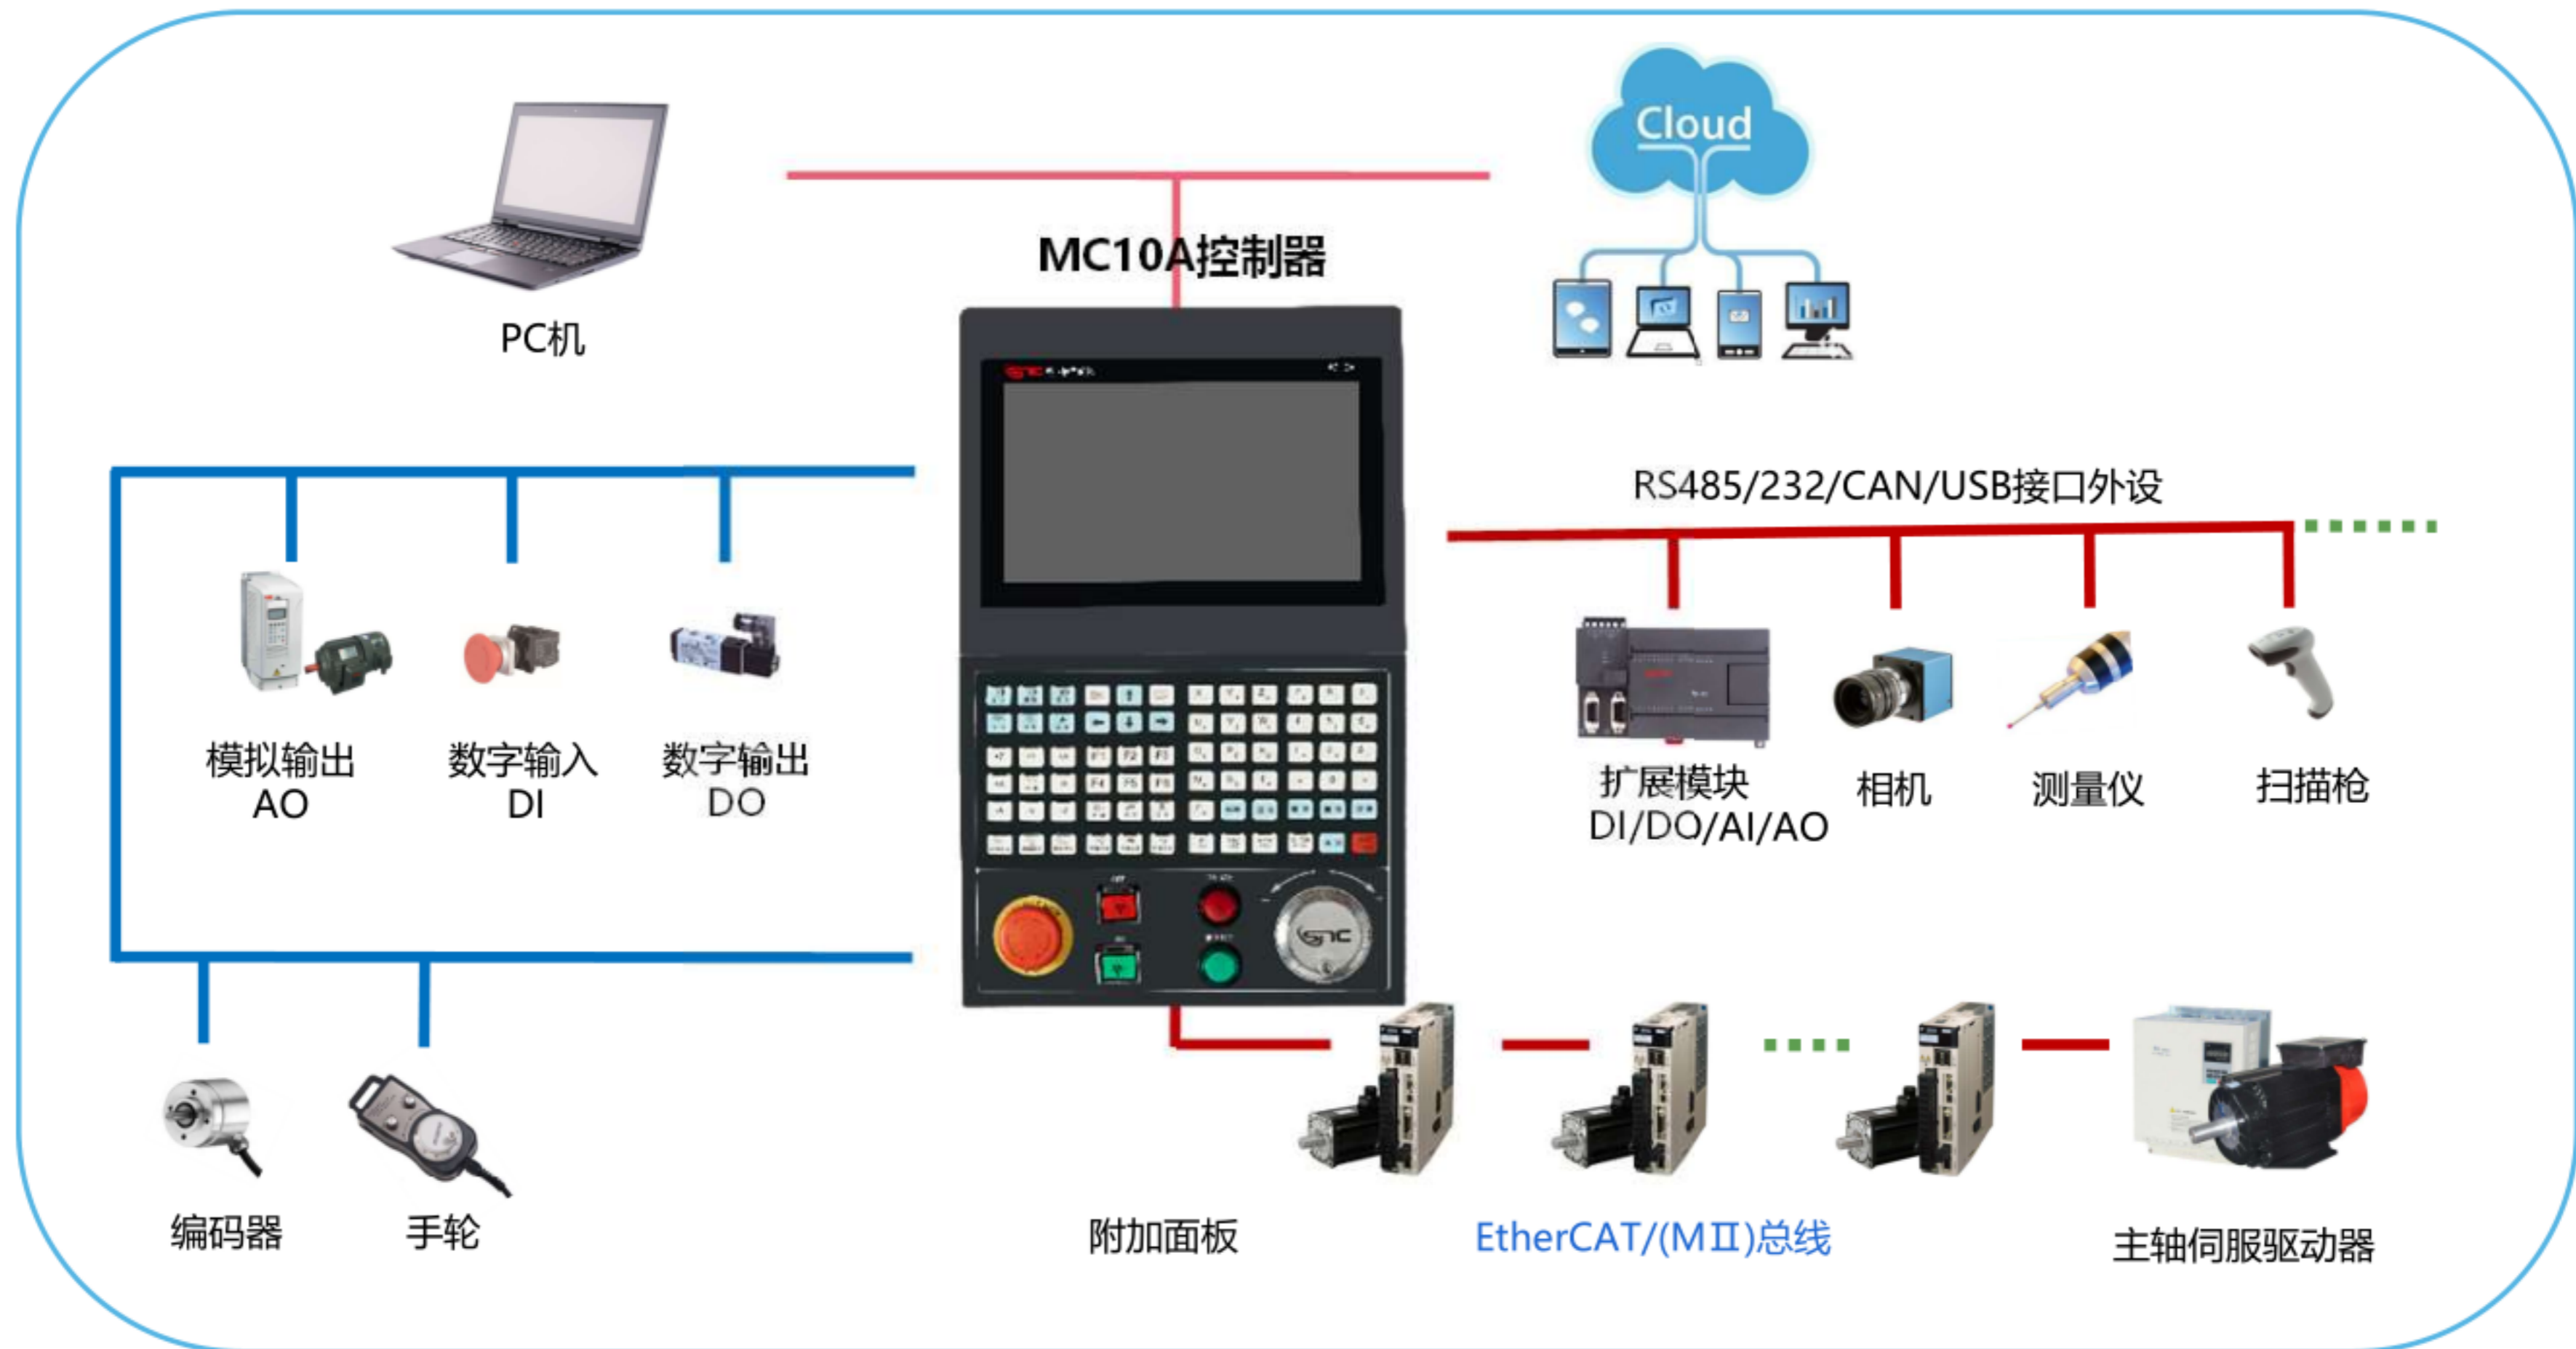 Cloud
MC10A控制器
PC机
RS485/232/CAN/USB接口外设
模拟输出
AO
数字输入
DI
数字输出
DO
扩展模块
DI/DO/AI/AO
相机
测量仪
扫描枪
编码器
手轮
附加面板
EtherCAT/(MⅡ)总线
主轴伺服驱动器